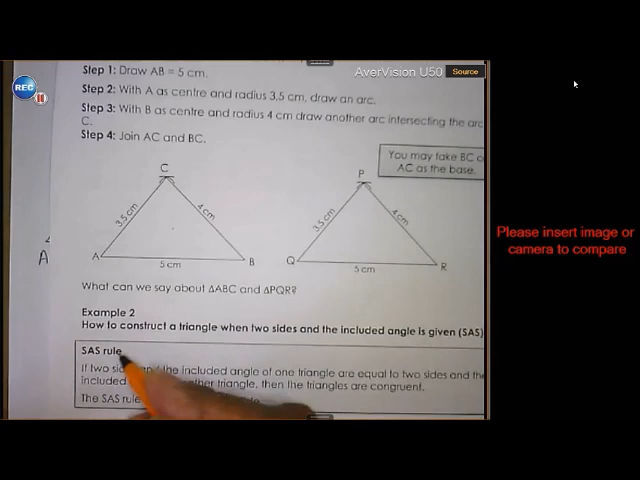 REC
AverVision U50
Source
Step 1: Draw AB = 5 cm.
Step 2: With A as centre and radius 3,5 cm, draw an arc.
Step 3: With B as centre and radius 4 cm draw another arc intersecting the arc
C.
Step 4: Join AC and BC.
You may take BC o
AC as the base.
C
P
3,5 cm
4 cm
3,5 cm
4 cm
A
A
B
Q
R
5 cm
5 cm
What can we say about ΔABC and ΔPQR?
Example 2
How to construct a triangle when two sides and the included angle is given (SAS)
SAS rule
If two the included angle of one triangle are equal to two sides and the
included other triangle, then the triangles are congruent.
The SAS
Please insert image or
camera to compare